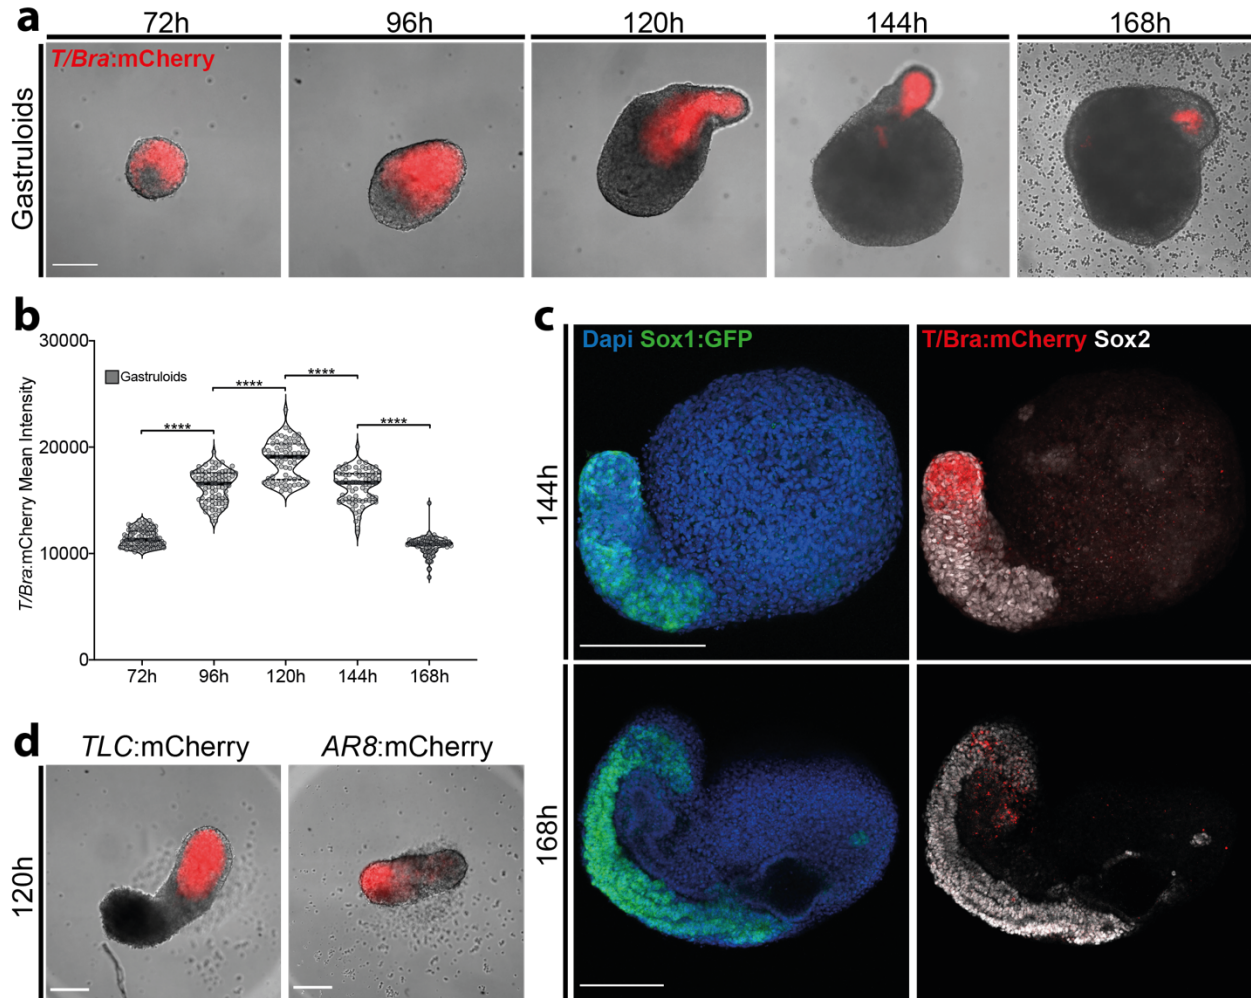 a
72h
96h
120h
144h
168h
T/Bra:mCherry
Gastruloids
b
30000
20000
10000
0
T/Bra:mCherry Mean Intensity
Gastruloids
****
****
****
****
72h
96h
120h
144h
168h
c
Dapi Sox1:GFP
T/Bra:mCherry Sox2
144h
168h
d
TLC:mCherry
AR8:mCherry
120h